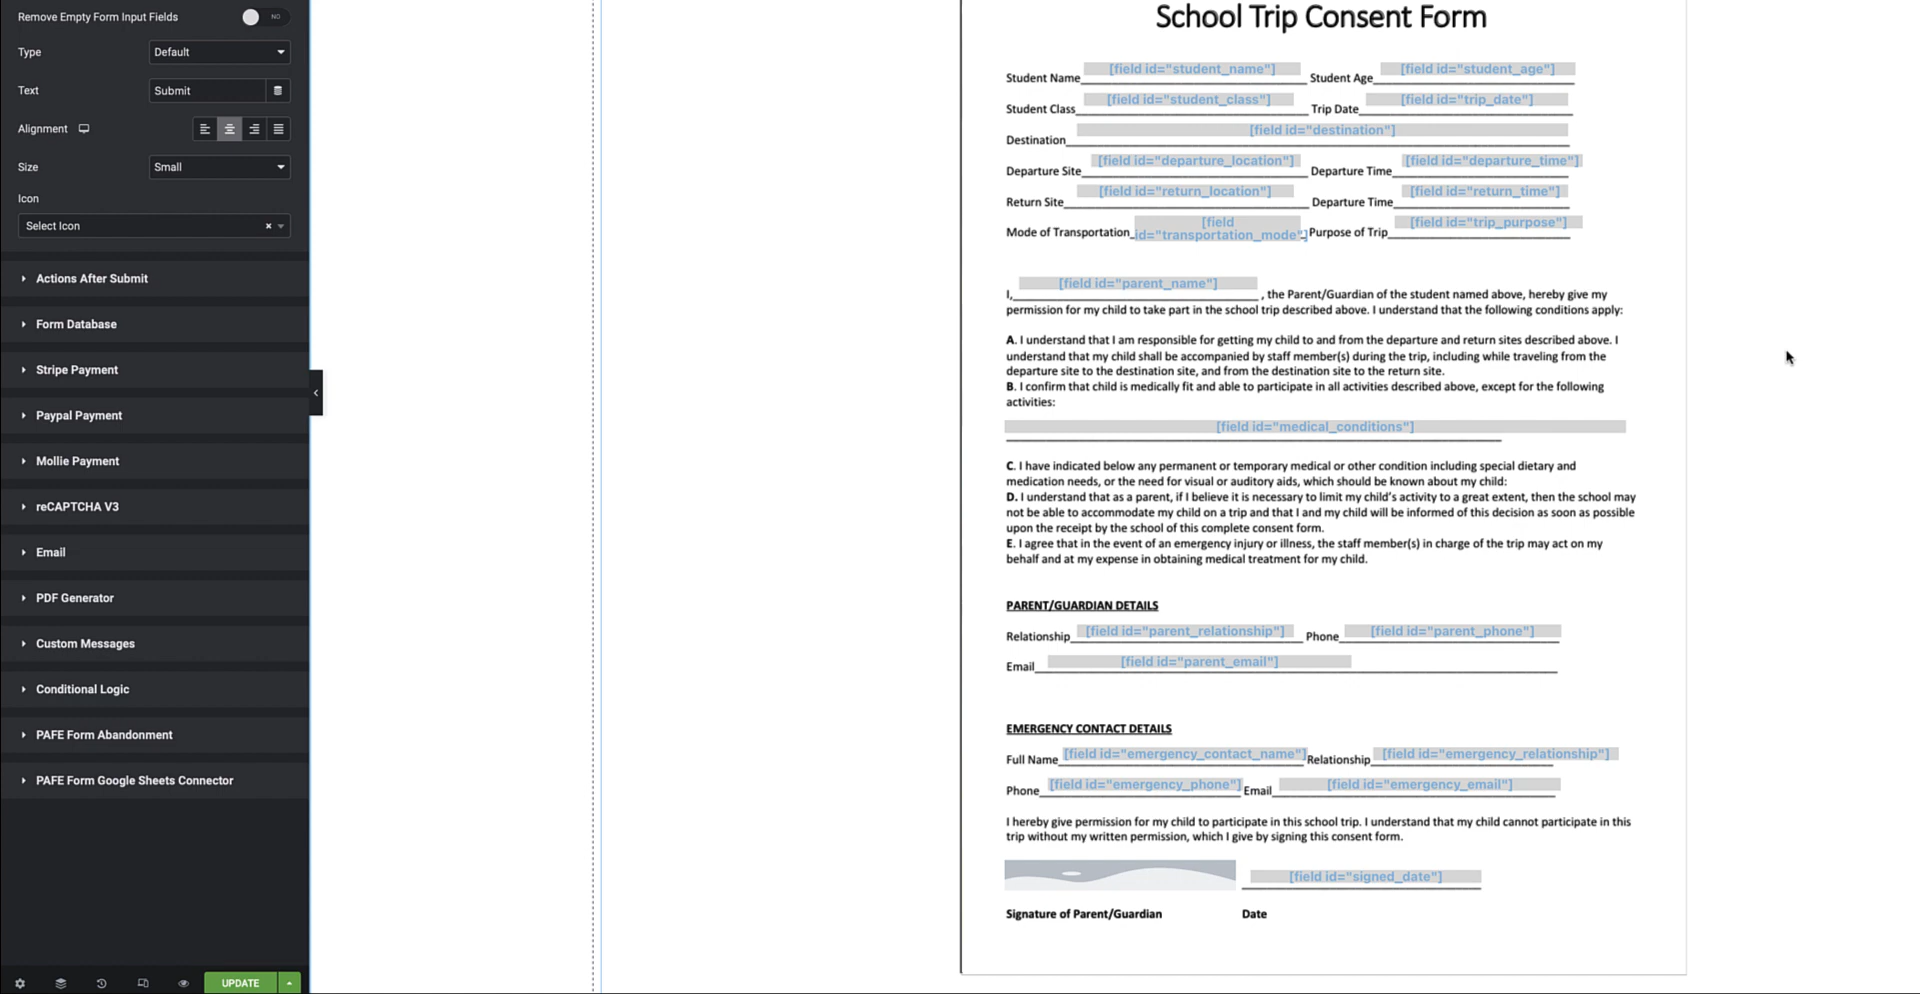 Remove Empty Form Input Fields NO
Type Default
Text Submit
Alignment
Size Small
Icon
Select Icon
Actions After Submit
Form Database
Stripe Payment
Paypal Payment
Mollie Payment
reCAPTCHA V3
Email
PDF Generator
Custom Messages
Conditional Logic
PAFE Form Abandonment
PAFE Form Google Sheets Connector
UPDATE
School Trip Consent Form
Student Name [field id="student_name"] Student Age [field id="student_age"]
Student Class [field id="student_class"] Trip Date [field id="trip_date"]
Destination [field id="destination"]
Departure Site [field id="departure_location"] Departure Time [field id="departure_time"]
Return Site [field id="return_location"] Departure Time [field id="return_time"]
Mode of Transportation [field id="transportation_mode"] Purpose of Trip [field id="trip_purpose"]
I, [field id="parent_name"] , the Parent/Guardian of the student named above, hereby give my
permission for my child to take part in the school trip described above. I understand that the following conditions apply:
A. I understand that I am responsible for getting my child to and from the departure and return sites described above. I
understand that my child shall be accompanied by staff member(s) during the trip, including while traveling from the
departure site to the destination site, and from the destination site to the return site.
B. I confirm that child is medically fit and able to participate in all activities described above, except for the following
activities:
[field id="medical_conditions"]
C. I have indicated below any permanent or temporary medical or other condition including special dietary and
medication needs, or the need for visual or auditory aids, which should be known about my child:
D. I understand that as a parent, if I believe it is necessary to limit my child's activity to a great extent, then the school may
not be able to accommodate my child on a trip and that I and my child will be informed of this decision as soon as possible
upon the receipt by the school of this complete consent form.
E. I agree that in the event of an emergency injury or illness, the staff member(s) in charge of the trip may act on my
behalf and at my expense in obtaining medical treatment for my child.
PARENT/GUARDIAN DETAILS
Relationship [field id="parent_relationship"] Phone [field id="parent_phone"]
Email [field id="parent_email"]
EMERGENCY CONTACT DETAILS
Full Name [field id="emergency_contact_name"] Relationship [field id="emergency_relationship"]
Phone [field id="emergency_phone"] Email [field id="emergency_email"]
I hereby give permission for my child to participate in this school trip. I understand that my child cannot participate in this
trip without my written permission, which I give by signing this consent form.
[field id="signed_date"]
Signature of Parent/Guardian Date